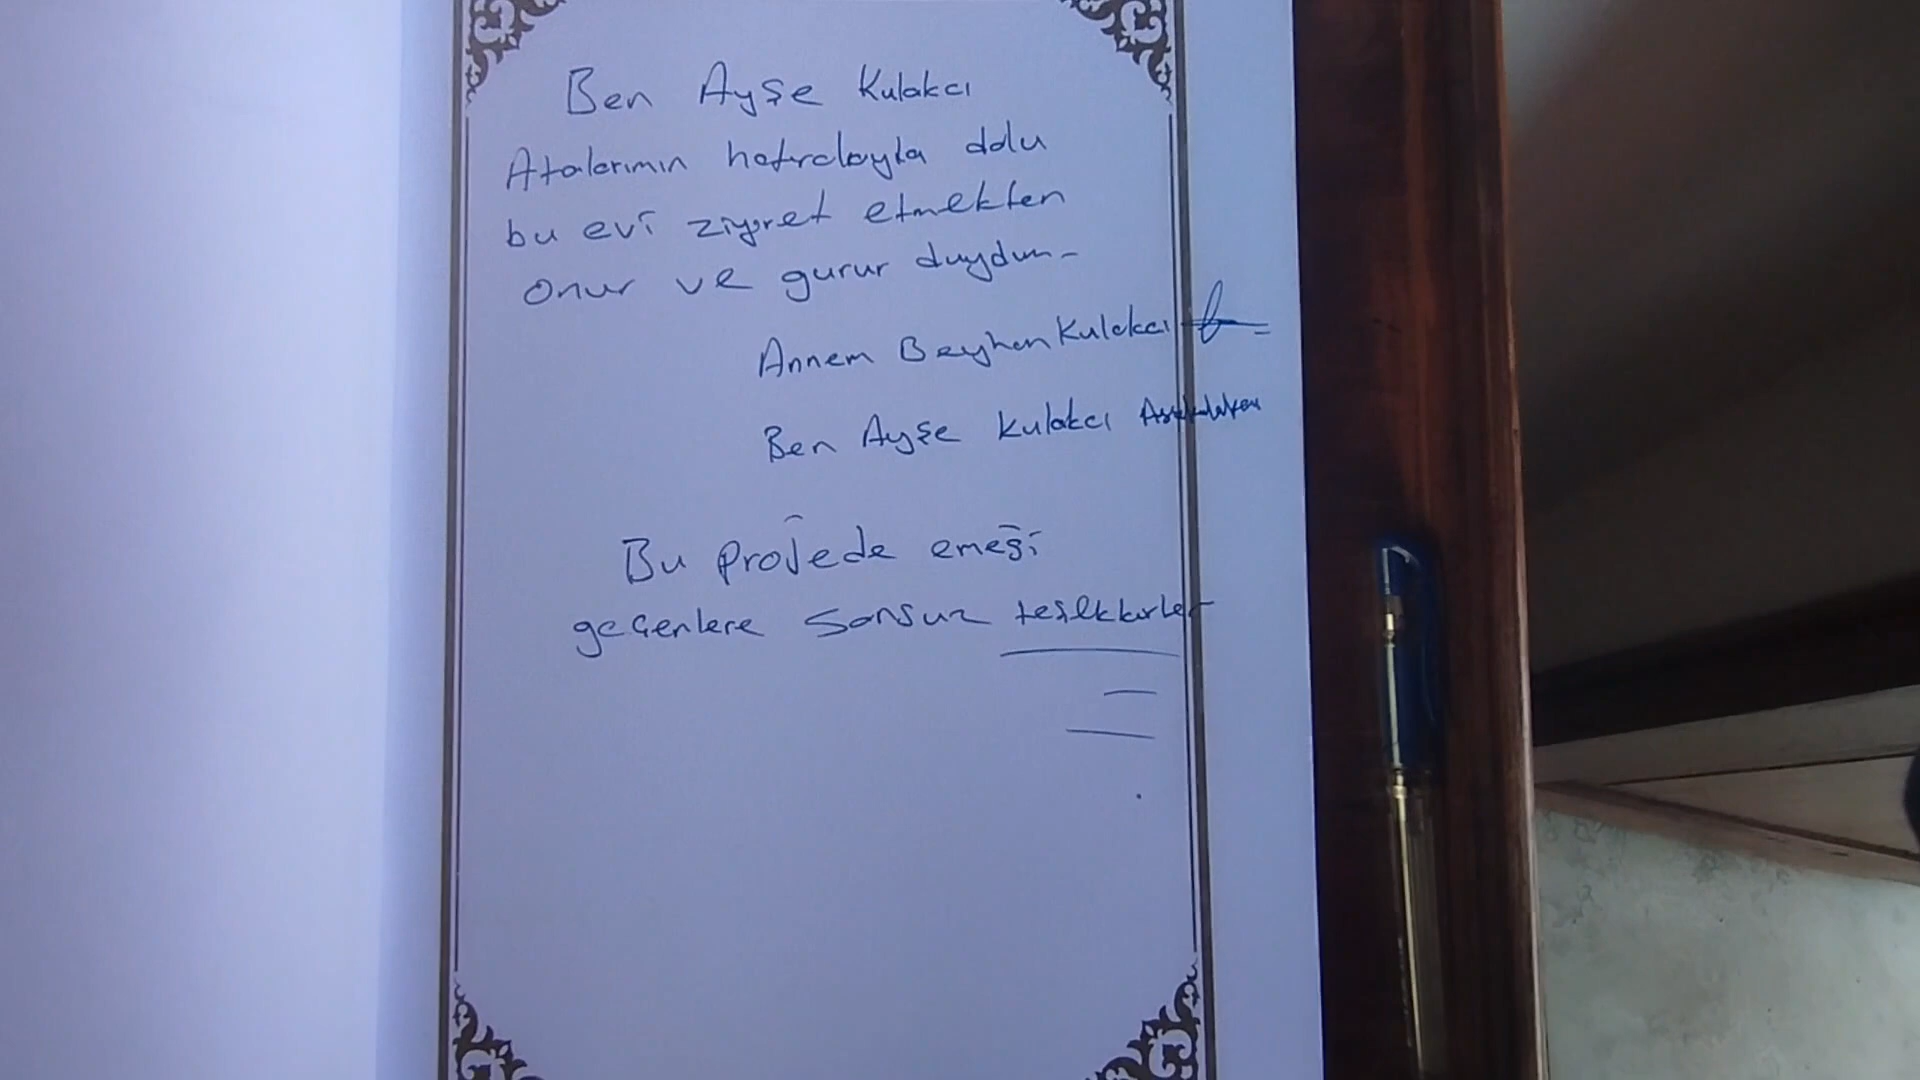 Ben Ayşe Kulakcı
Atalarımın hatıralayla dolu
bu evi ziyaret etmekten
onur ve gurur duydum
Annem Beyhan Kulakcı
Ben Ayşe Kulakcı
Bu projede emeği
geçenlere sonsuz teşekkürler